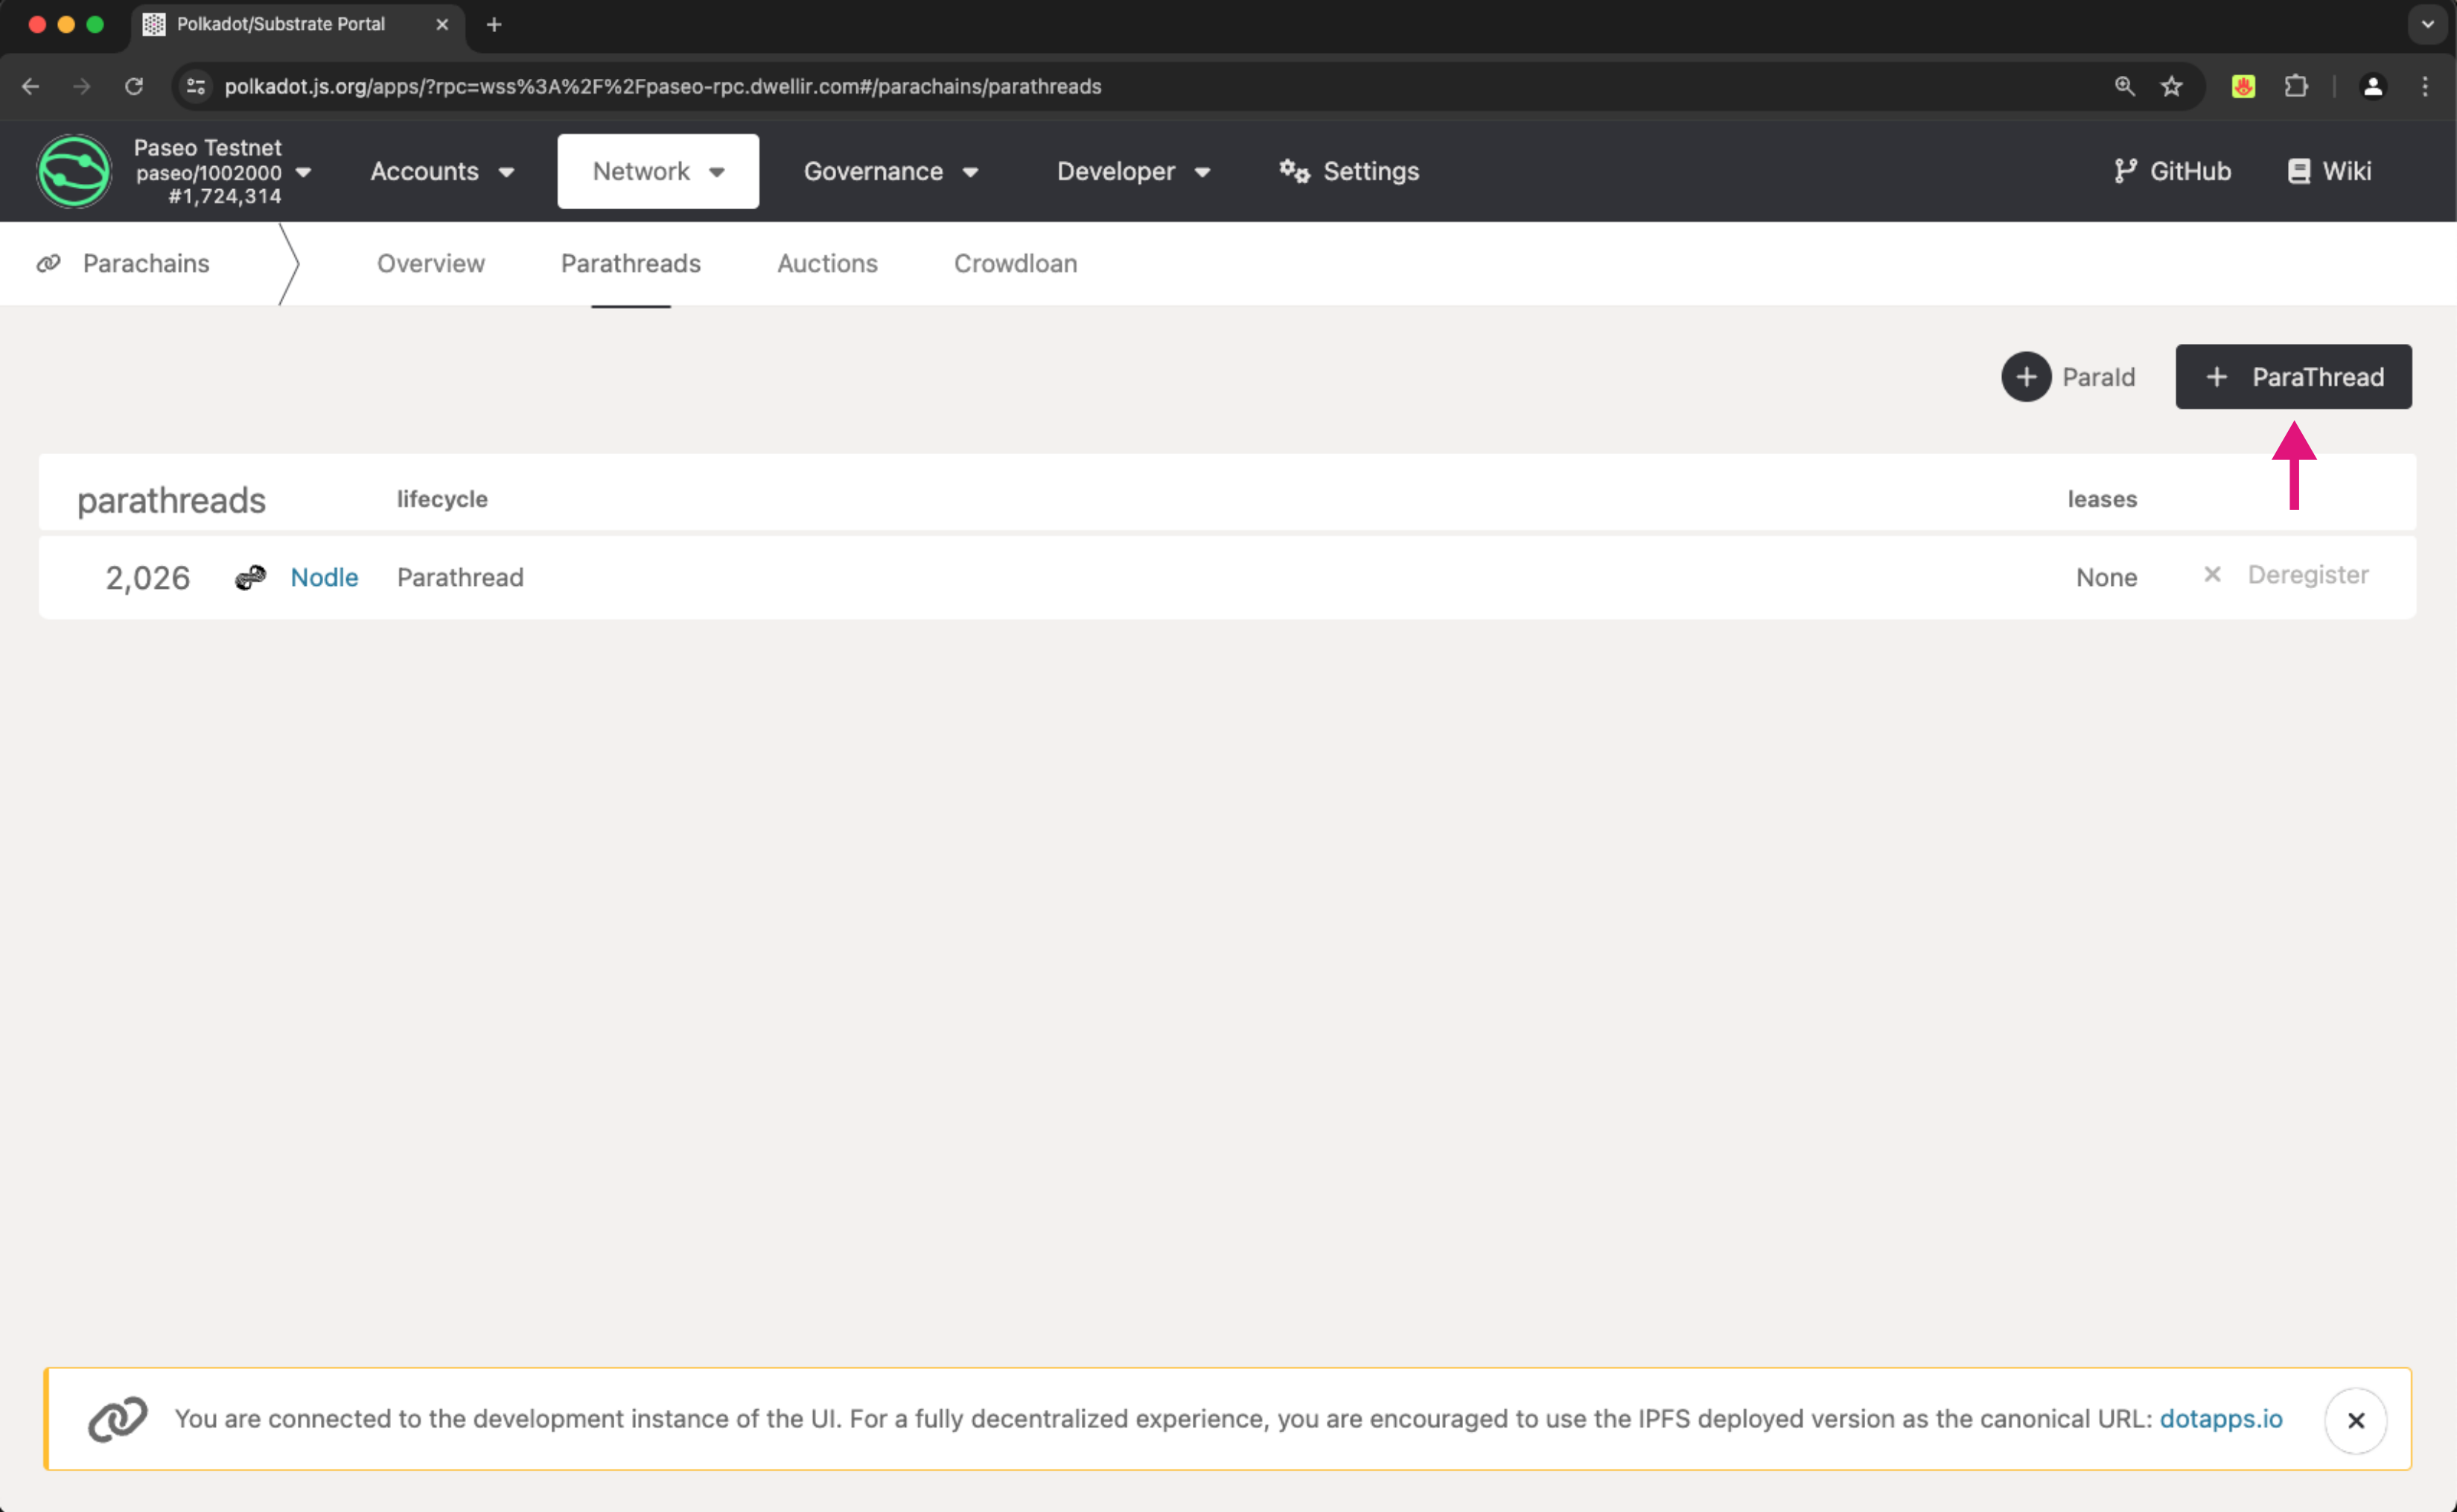 Polkadot/Substrate Portal
polkadot.js.org/apps/?rpc=wss%3A%2F%2Fpaseo-rpc.dwellir.com#/parachains/parathreads
Paseo Testnet
paseo/1002000
#1,724,314
Accounts
Network
Governance
Developer
Settings
GitHub
Wiki
Parachains
Overview
Parathreads
Auctions
Crowdloan
ParaId
ParaThread
parathreads lifecycle leases
2,026 Nodle Parathread None Deregister
You are connected to the development instance of the UI. For a fully decentralized experience, you are encouraged to use the IPFS deployed version as the canonical URL: dotapps.io